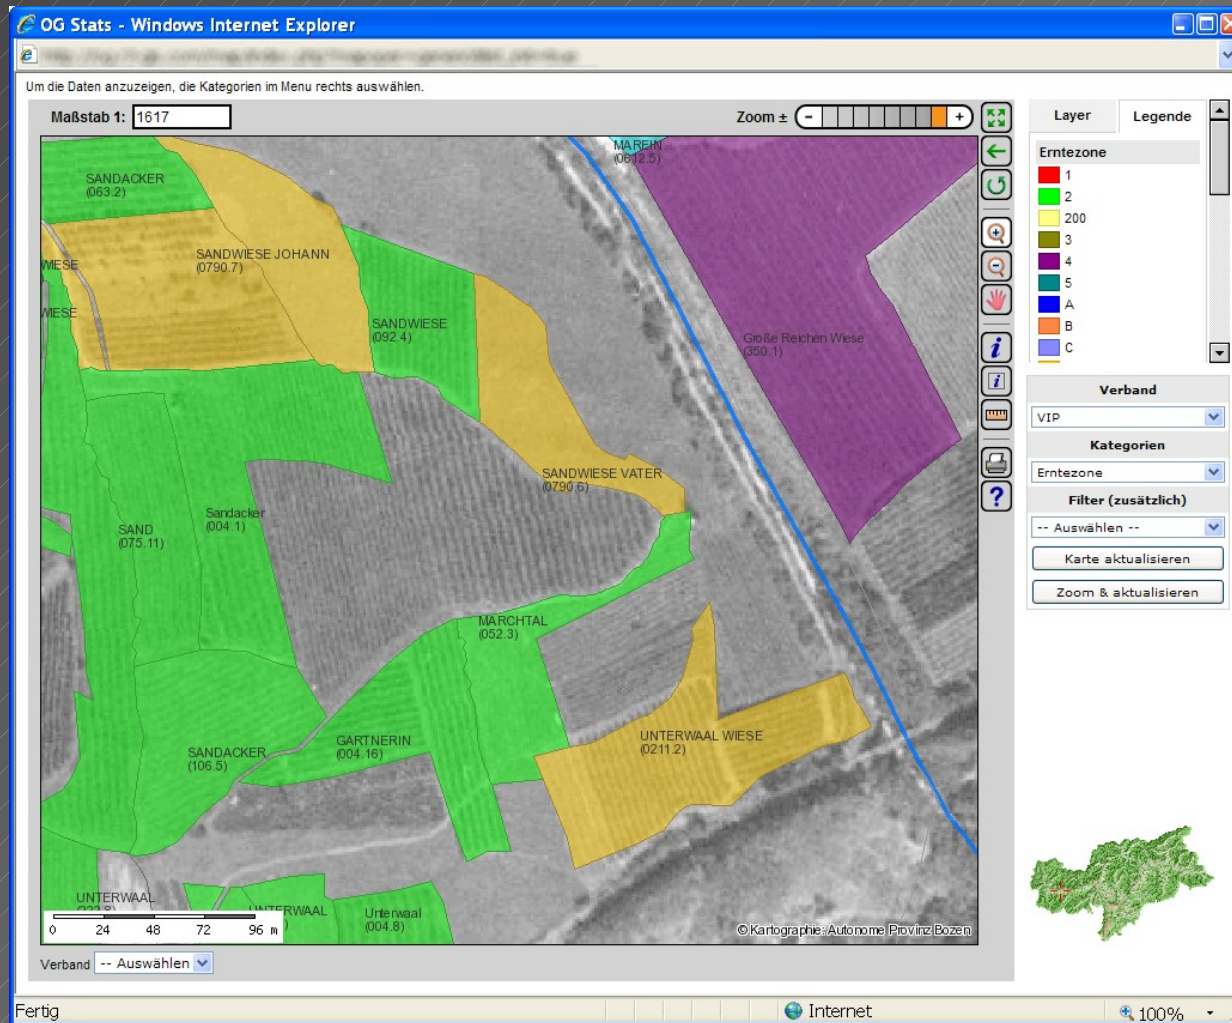 OG Stats - Windows Internet Explorer
Um die Daten anzuzeigen, die Kategorien im Menu rechts auswählen.
Maßstab 1: 1617
Zoom ±
Layer
Legende
Erntezone
1
2
200
3
4
5
A
B
C
Verband
VIP
Kategorien
Erntezone
Filter (zusätzlich)
-- Auswählen --
Karte aktualisieren
Zoom & aktualisieren
MAREIN
(0612.5)
SANDACKER
(063.2)
SANDWIESE JOHANN
(0790.7)
WIESE
WIESE
SANDWIESE
(092.4)
Große Reichen Wiese
(350.1)
SANDWIESE VATER
(0790.6)
Sandacker
(004.1)
SAND
(075.11)
MARCHTAL
(052.3)
UNTERWAAL WIESE
(0211.2)
GARTNERIN
(004.16)
SANDACKER
(106.5)
UNTERWAAL
UNTERWAAL
Unterwaal
(004.8)
0 24 48 72 96 m
© Kartographie: Autonome Provinz Bozen
Verband -- Auswählen --
Fertig
Internet
100%